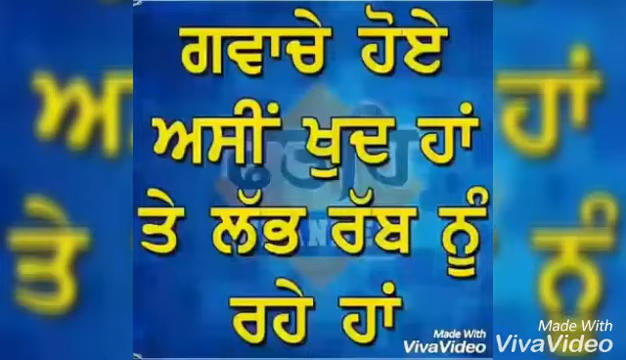 ਗਵਾਚੇ ਹੋਏ
ਅਸੀਂ ਖੁਦ ਹਾਂ
ਤੇ ਲੱਭ ਰੱਬ ਨੂੰ
ਰਹੇ ਹਾਂ
Made With
VivaVideo
Made With
VivaVideo